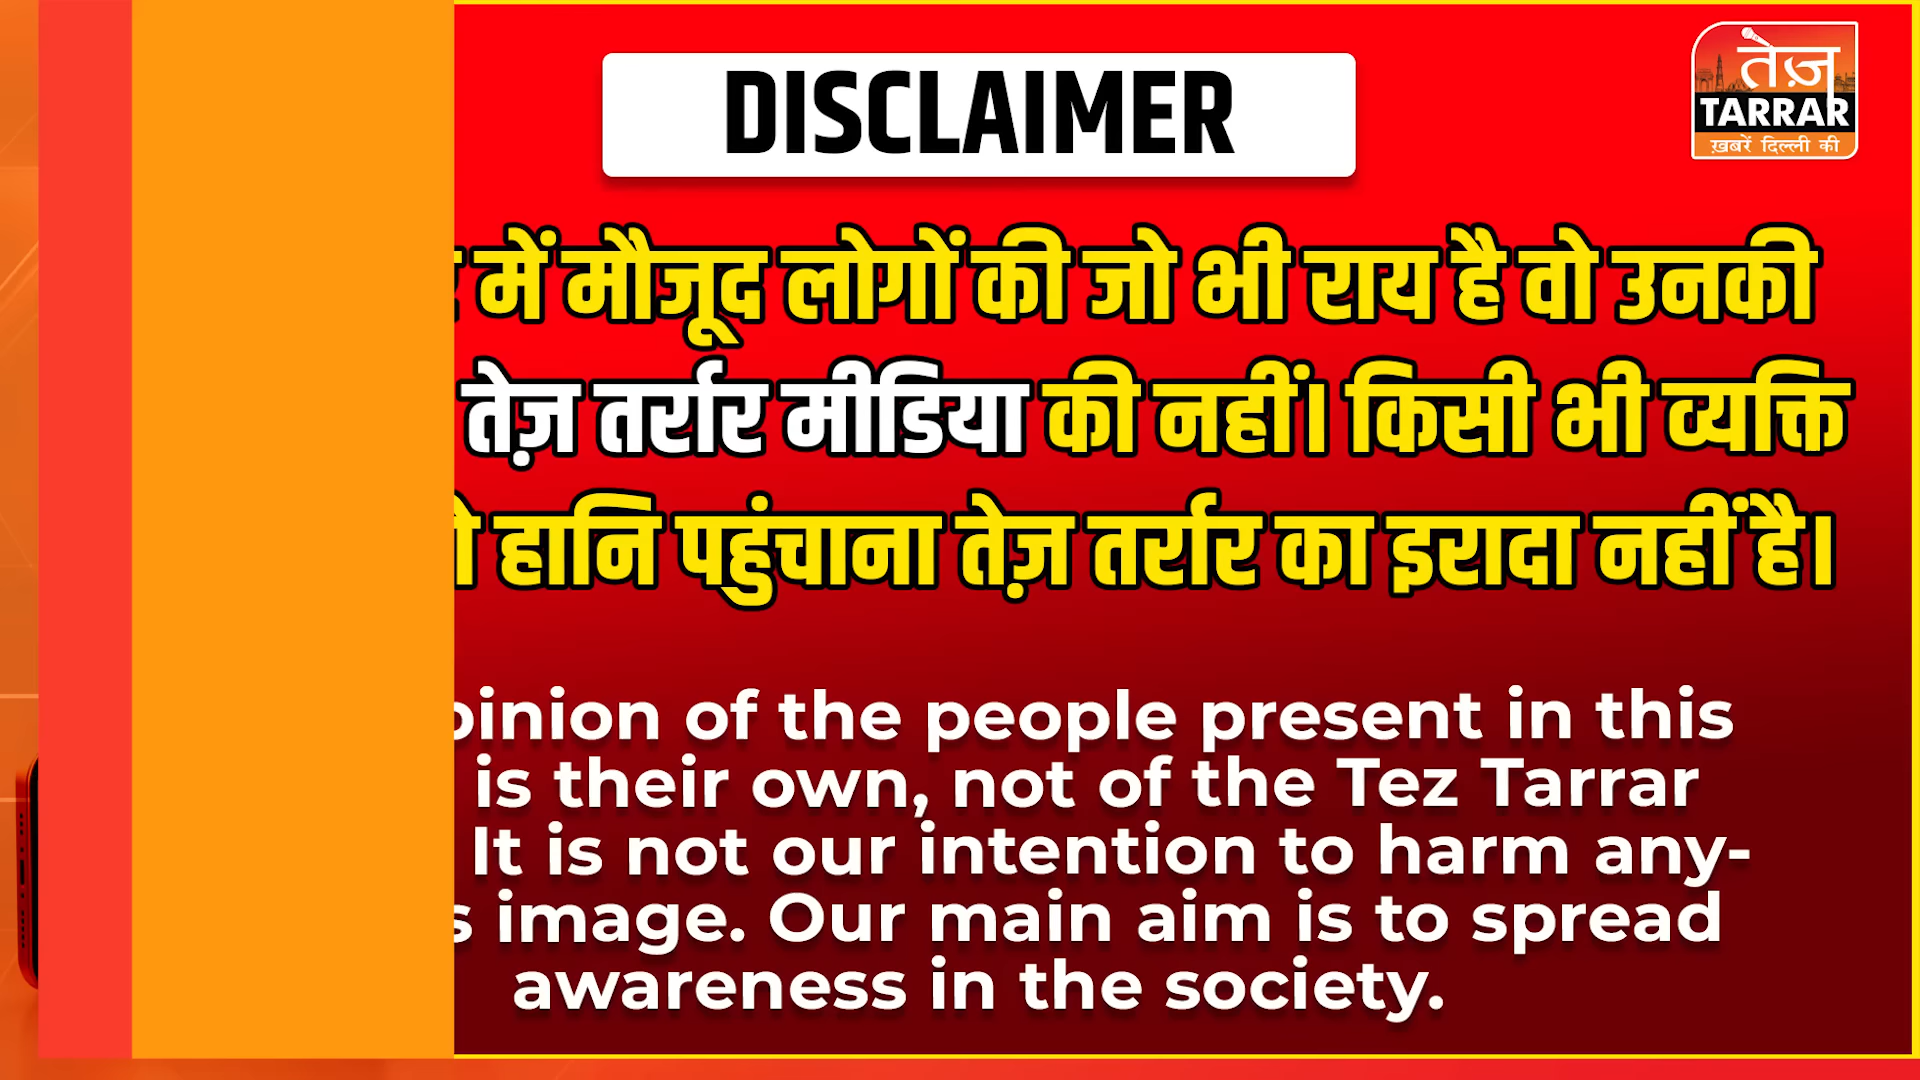 DISCLAIMER
तेज़
TARRAR
ख़बरें दिल्ली की
में मौजूद लोगों की जो भी राय है वो उनकी
तेज़ तर्रार मीडिया की नहीं। किसी भी व्यक्ति
हानि पहुंचाना तेज़ तर्रार का इरादा नहीं है।
of the people present in this
is their own, not of the Tez Tarrar
It is not our intention to harm any-
image. Our main aim is to spread
awareness in the society.